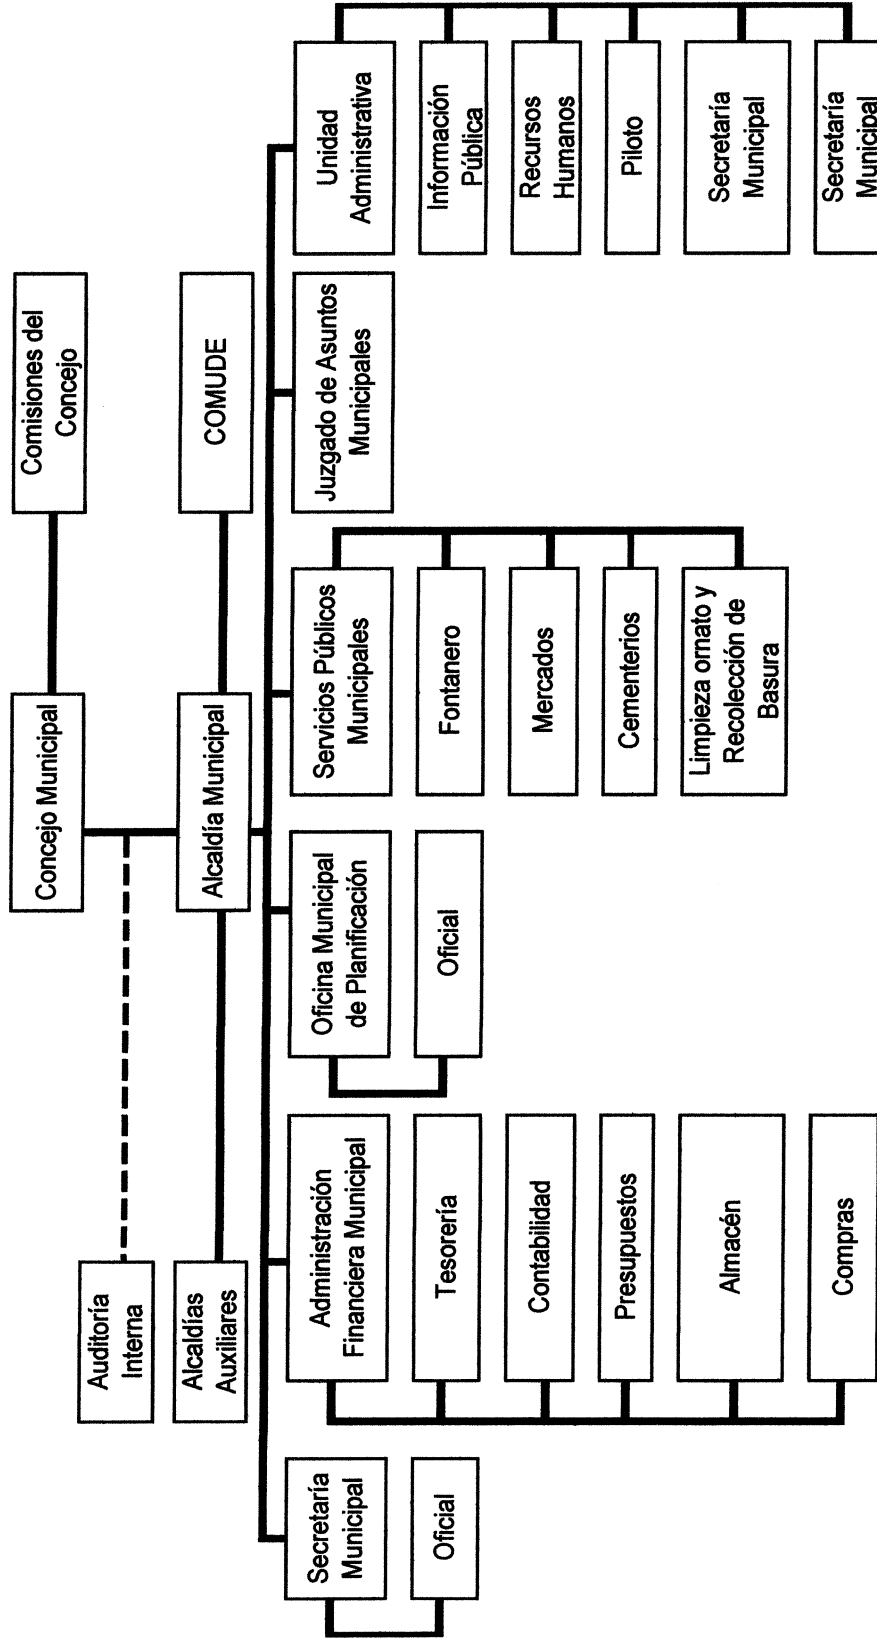 Comisiones del
Concejo
Concejo Municipal
Auditoría
Interna
COMUDE
Alcaldía Municipal
Alcaldías
Auxiliares
Secretaría
Municipal
Oficial
Administración
Financiera Municipal
Tesorería
Contabilidad
Presupuestos
Almacén
Compras
Oficina Municipal
de Planificación
Oficial
Servicios Públicos
Municipales
Fontanero
Mercados
Cementerios
Limpieza ornato y
Recolección de
Basura
Juzgado de Asuntos
Municipales
Unidad
Administrativa
Información
Pública
Recursos
Humanos
Piloto
Secretaría
Municipal
Secretaría
Municipal